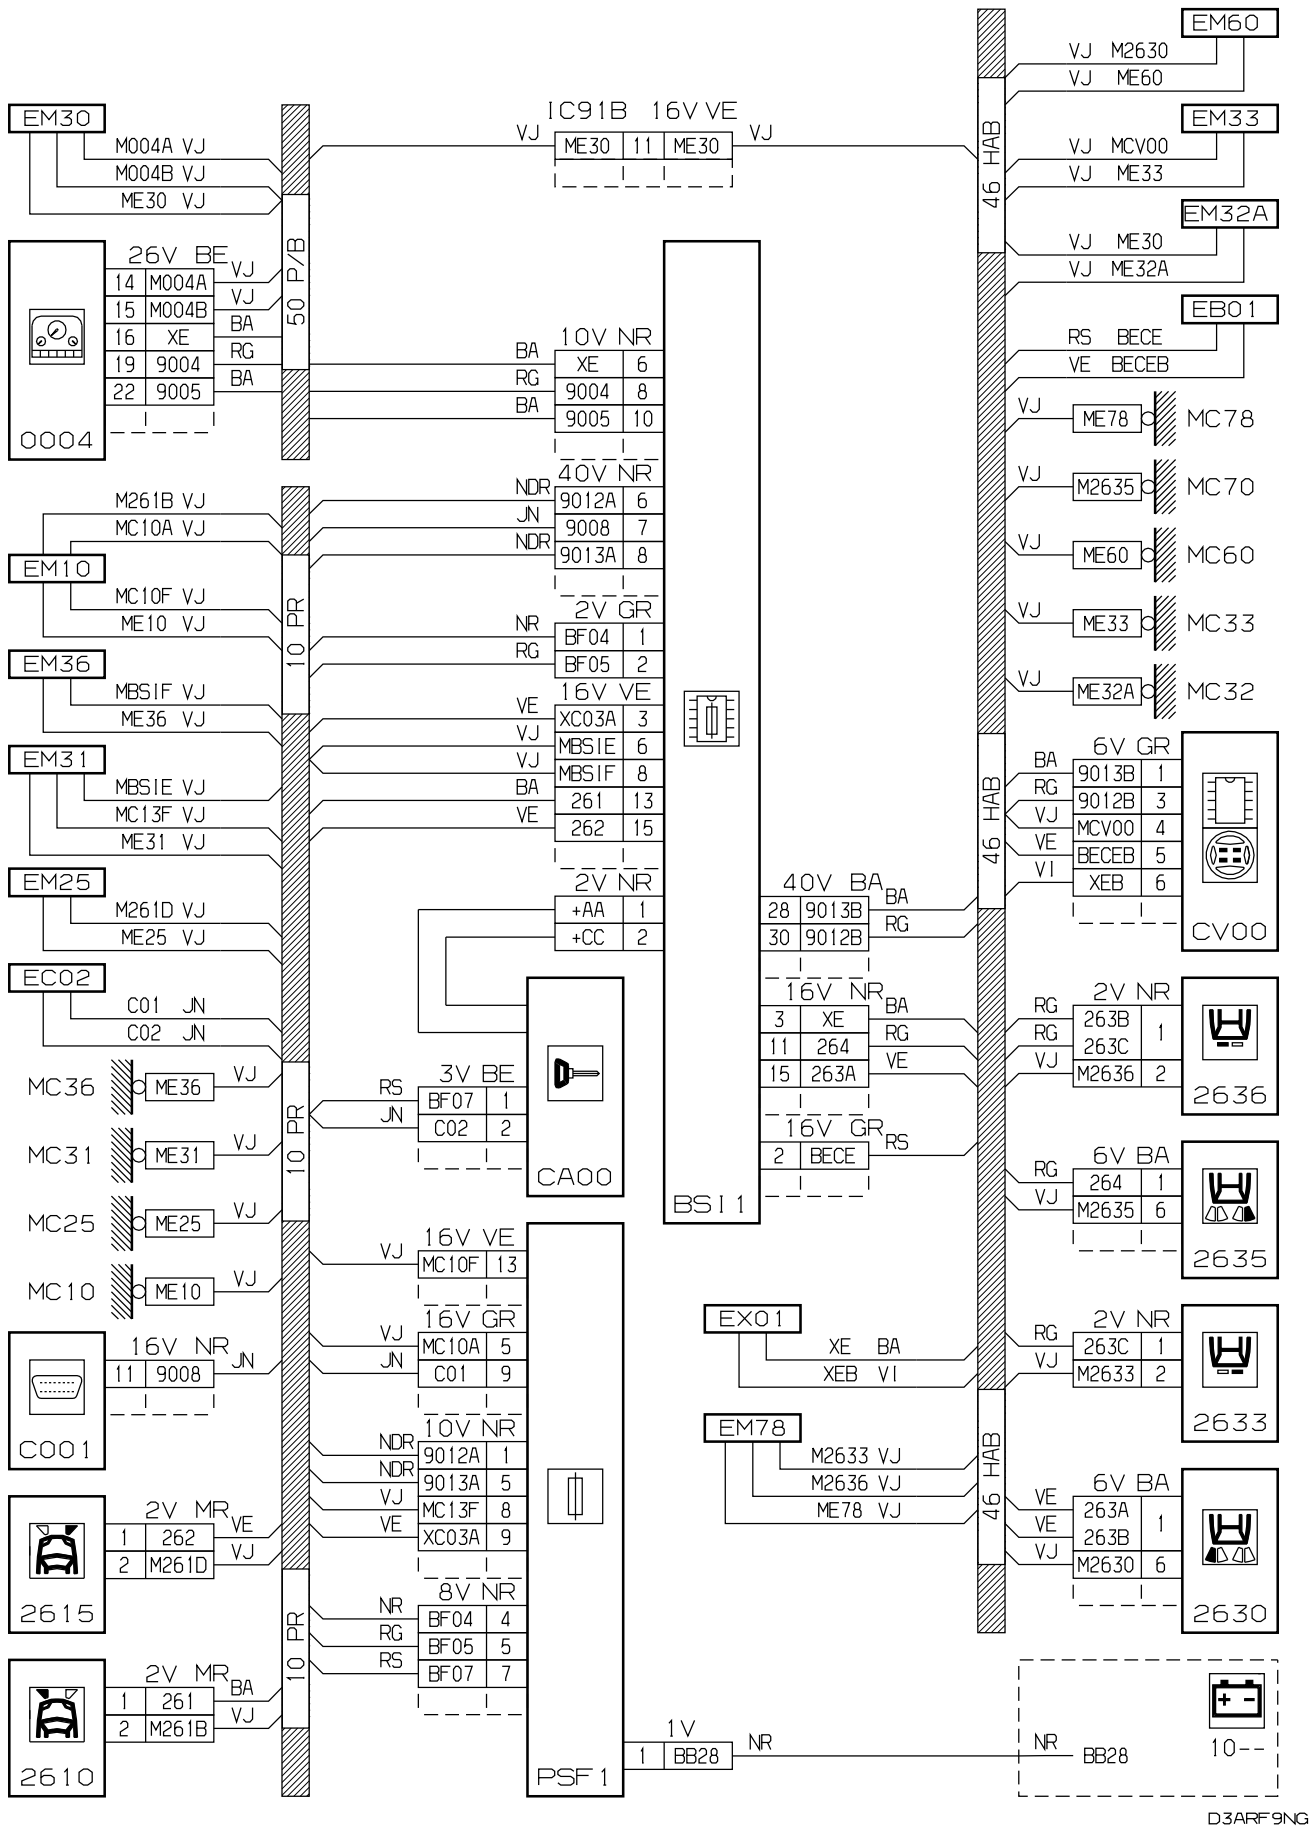 EM30
M004A VJ
M004B VJ
ME30 VJ
26V BE
14 M004A VJ
15 M004B VJ
16 XE BA
19 9004 RG
22 9005 BA
0004
50 P/B
M261B VJ
MC10A VJ
EM10
MC10F VJ
ME10 VJ
10 PR
EM36
MBSIF VJ
ME36 VJ
EM31
MBSIE VJ
MC13F VJ
ME31 VJ
EM25
M261D VJ
ME25 VJ
EC02
C01 JN
C02 JN
MC36 ME36 VJ
MC31 ME31 VJ
10 PR
MC25 ME25 VJ
MC10 ME10 VJ
16V NR
11 9008 JN
C001
2V MR
1 262 VE
2 M261D VJ
2615
10 PR
2V MR
1 261 BA
2 M261B VJ
2610
IC91B 16V VE
VJ ME30 11 ME30 VJ
10V NR
BA XE 6
RG 9004 8
BA 9005 10
40V NR
NDR 9012A 6
JN 9008 7
NDR 9013A 8
2V GR
NR BF04 1
RG BF05 2
16V VE
VE XC03A 3
VJ MBSIE 6
VJ MBSIF 8
BA 261 13
VE 262 15
2V NR
+AA 1
+CC 2
40V BA
28 9013B BA
30 9012B RG
16V NR
3 XE BA
11 264 RG
15 263A VE
16V GR
2 BECE RS
BSI1
3V BE
RS BF07 1
JN C02 2
CA00
16V VE
VJ MC10F 13
16V GR
VJ MC10A 5
JN C01 9
10V NR
NDR 9012A 1
NDR 9013A 5
VJ MC13F 8
VE XC03A 9
8V NR
NR BF04 4
RG BF05 5
RS BF07 7
PSF1
1V
1 BB28 NR
EX01
XE BA
XEB VI
EM78
M2633 VJ
M2636 VJ
ME78 VJ
46 HAB
EM60
VJ M2630
VJ ME60
EM33
VJ MCV00
VJ ME33
EM32A
VJ ME30
VJ ME32A
EB01
RS BECE
VE BECEB
VJ ME78 MC78
VJ M2635 MC70
VJ ME60 MC60
VJ ME33 MC33
VJ ME32A MC32
46 HAB
6V GR
BA 9013B 1
RG 9012B 3
VJ MCV00 4
VE BECEB 5
VI XEB 6
CV00
2V NR
RG 263B 1
RG 263C
VJ M2636 2
2636
6V BA
RG 264 1
VJ M2635 6
2635
2V NR
RG 263C 1
VJ M2633 2
2633
46 HAB
6V BA
VE 263A 1
VE 263B
VJ M2630 6
2630
NR BB28
+ -
10--
D3ARF9NG